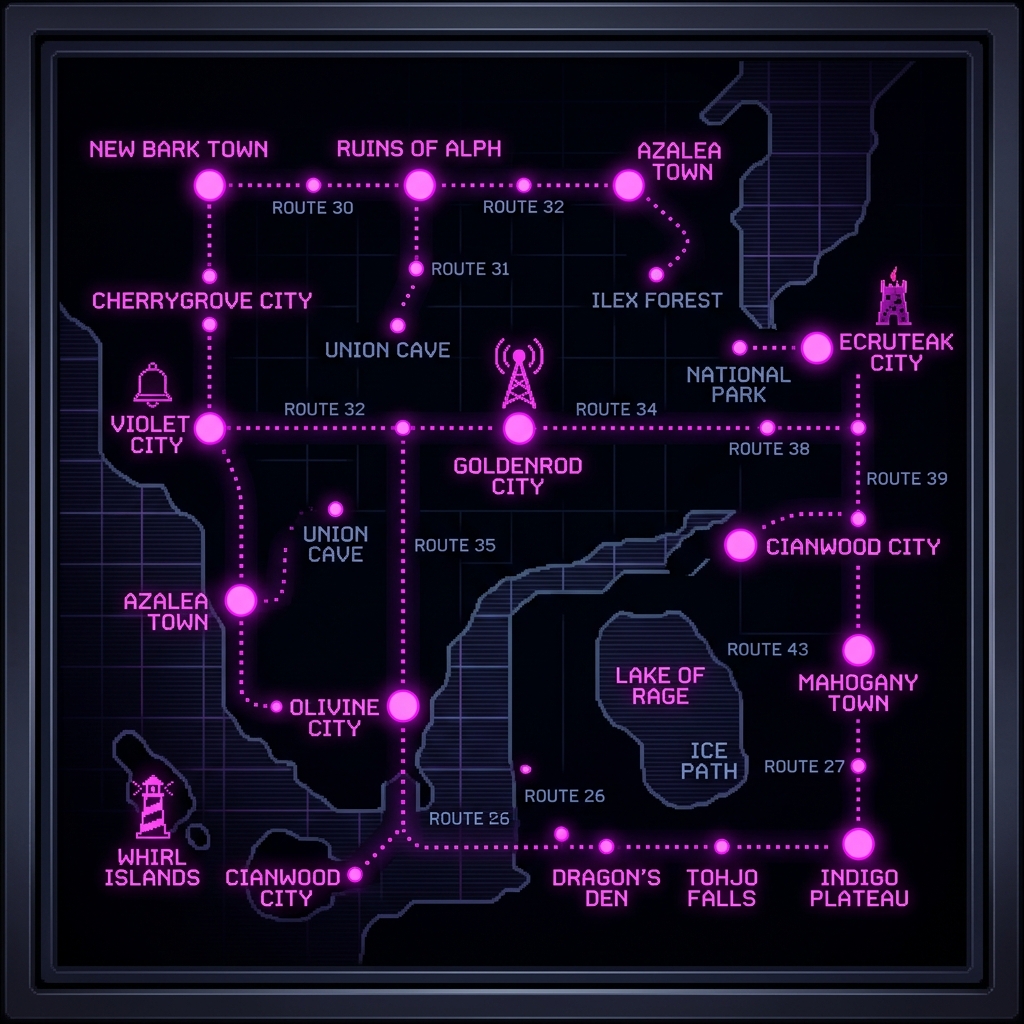 NEW BARK TOWN
RUINS OF ALPH
AZALEA
TOWN
ROUTE 30
ROUTE 32
ROUTE 31
CHERRYGROVE CITY
ILEX FOREST
UNION CAVE
ECRUTEAK
CITY
NATIONAL
PARK
ROUTE 32
ROUTE 34
VIOLET
CITY
ROUTE 38
GOLDENROD
CITY
ROUTE 39
UNION
CAVE
ROUTE 35
CIANWOOD CITY
AZALEA
TOWN
ROUTE 43
LAKE OF
RAGE
MAHOGANY
TOWN
OLIVINE
CITY
ICE
PATH
ROUTE 27
ROUTE 26
ROUTE 26
WHIRL
ISLANDS
CIANWOOD
CITY
DRAGON'S
DEN
TOHJO
FALLS
INDIGO
PLATEAU